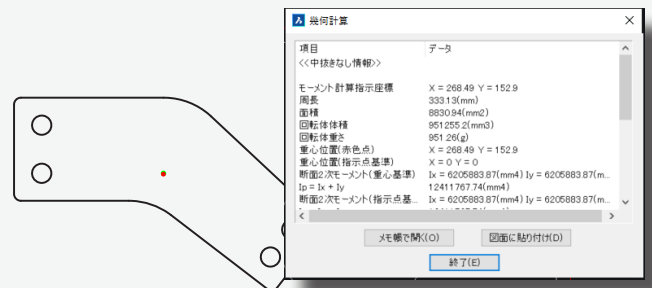 幾何計算
項目 データ
<<中抜きなし情報>>
モーメント計算指示座標 X = 268.49 Y = 152.9
周長 333.13(mm)
面積 8830.94(mm2)
回転体体積 951255.2(mm3)
回転体重さ 951.26(g)
重心位置(赤色点) X = 268.49 Y = 152.9
重心位置(指示点基準) X = 0 Y = 0
断面2次モーメント(重心基準) Ix = 6205883.87(mm4) Iy = 6205883.87(m...
Ip = Ix + Iy 12411767.74(mm4)
断面2次モーメント(指示点基... Ix = 6205883.87(mm4) Iy = 6205883.87(m...
メモ帳で開く(O) 図面に貼り付け(D)
終了(E)